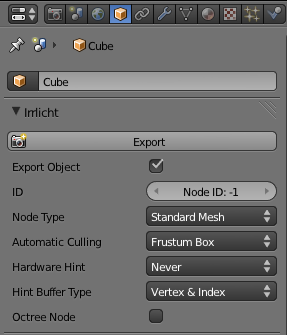 Cube
Cube
Irrlicht
Export
Export Object
ID Node ID: -1
Node Type Standard Mesh
Automatic Culling Frustum Box
Hardware Hint Never
Hint Buffer Type Vertex & Index
Octree Node